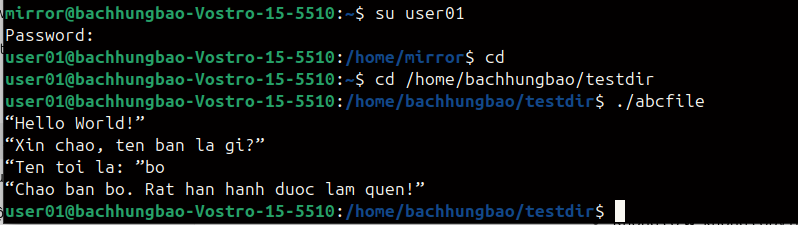 mirror@bachhungbao-Vostro-15-5510:~$ su user01
Password:
user01@bachhungbao-Vostro-15-5510:/home/mirror$ cd
user01@bachhungbao-Vostro-15-5510:~$ cd /home/bachhungbao/testdir
user01@bachhungbao-Vostro-15-5510:/home/bachhungbao/testdir$ ./abcfile
“Hello World!”
“Xin chao, ten ban la gi?”
“Ten toi la: ”bo
“Chao ban bo. Rat han hanh duoc lam quen!”
user01@bachhungbao-Vostro-15-5510:/home/bachhungbao/testdir$